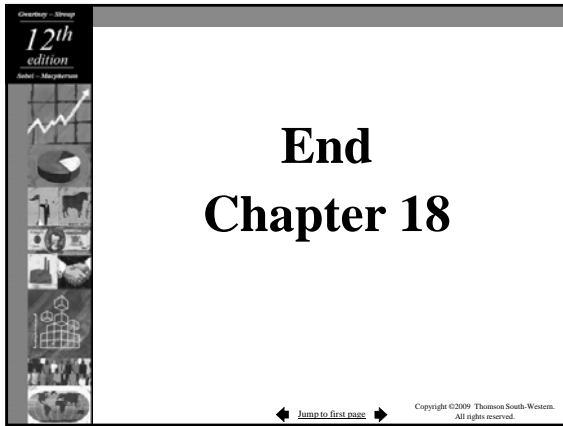 Gwartney – Stroup
12th
edition
Sobel – Macpherson
End
Chapter 18
Jump to first page
Copyright ©2009 Thomson South-Western.
All rights reserved.